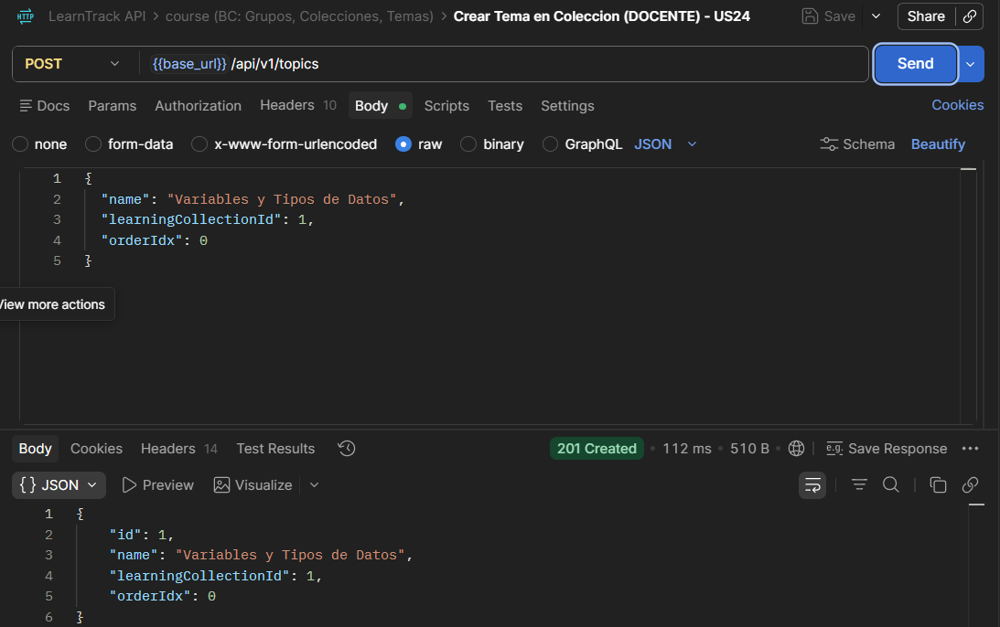 HTTP LearnTrack API > course (BC: Grupos, Colecciones, Temas) > Crear Tema en Coleccion (DOCENTE) - US24 Save Share
POST {{base_url}} /api/v1/topics Send
Docs Params Authorization Headers 10 Body Scripts Tests Settings Cookies
none form-data x-www-form-urlencoded raw binary GraphQL JSON Schema Beautify
1 {
2 "name": "Variables y Tipos de Datos",
3 "learningCollectionId": 1,
4 "orderIdx": 0
5 }
View more actions
Body Cookies Headers 14 Test Results 201 Created • 112 ms • 510 B • e.g. Save Response
{} JSON Preview Visualize
1 {
2 "id": 1,
3 "name": "Variables y Tipos de Datos",
4 "learningCollectionId": 1,
5 "orderIdx": 0
6 }